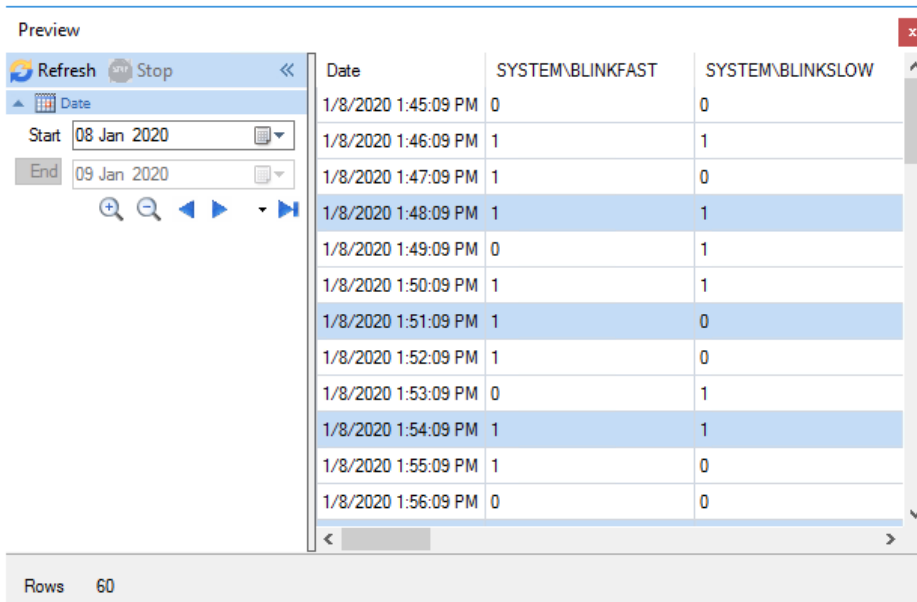 Preview
Refresh Stop «
Date
Start 08 Jan 2020
End 09 Jan 2020
Date SYSTEM\BLINKFAST SYSTEM\BLINKSLOW
1/8/2020 1:45:09 PM 0 0
1/8/2020 1:46:09 PM 1 1
1/8/2020 1:47:09 PM 1 0
1/8/2020 1:48:09 PM 1 1
1/8/2020 1:49:09 PM 0 1
1/8/2020 1:50:09 PM 1 1
1/8/2020 1:51:09 PM 1 0
1/8/2020 1:52:09 PM 1 0
1/8/2020 1:53:09 PM 0 1
1/8/2020 1:54:09 PM 1 1
1/8/2020 1:55:09 PM 1 0
1/8/2020 1:56:09 PM 0 0
Rows 60